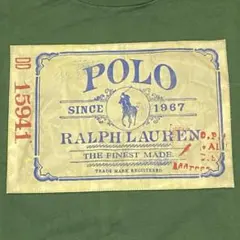 DD 15941
POLO
SINCE 1967
RALPH LAUREN
THE FINEST MADE
TRADE MARK REGISTERED